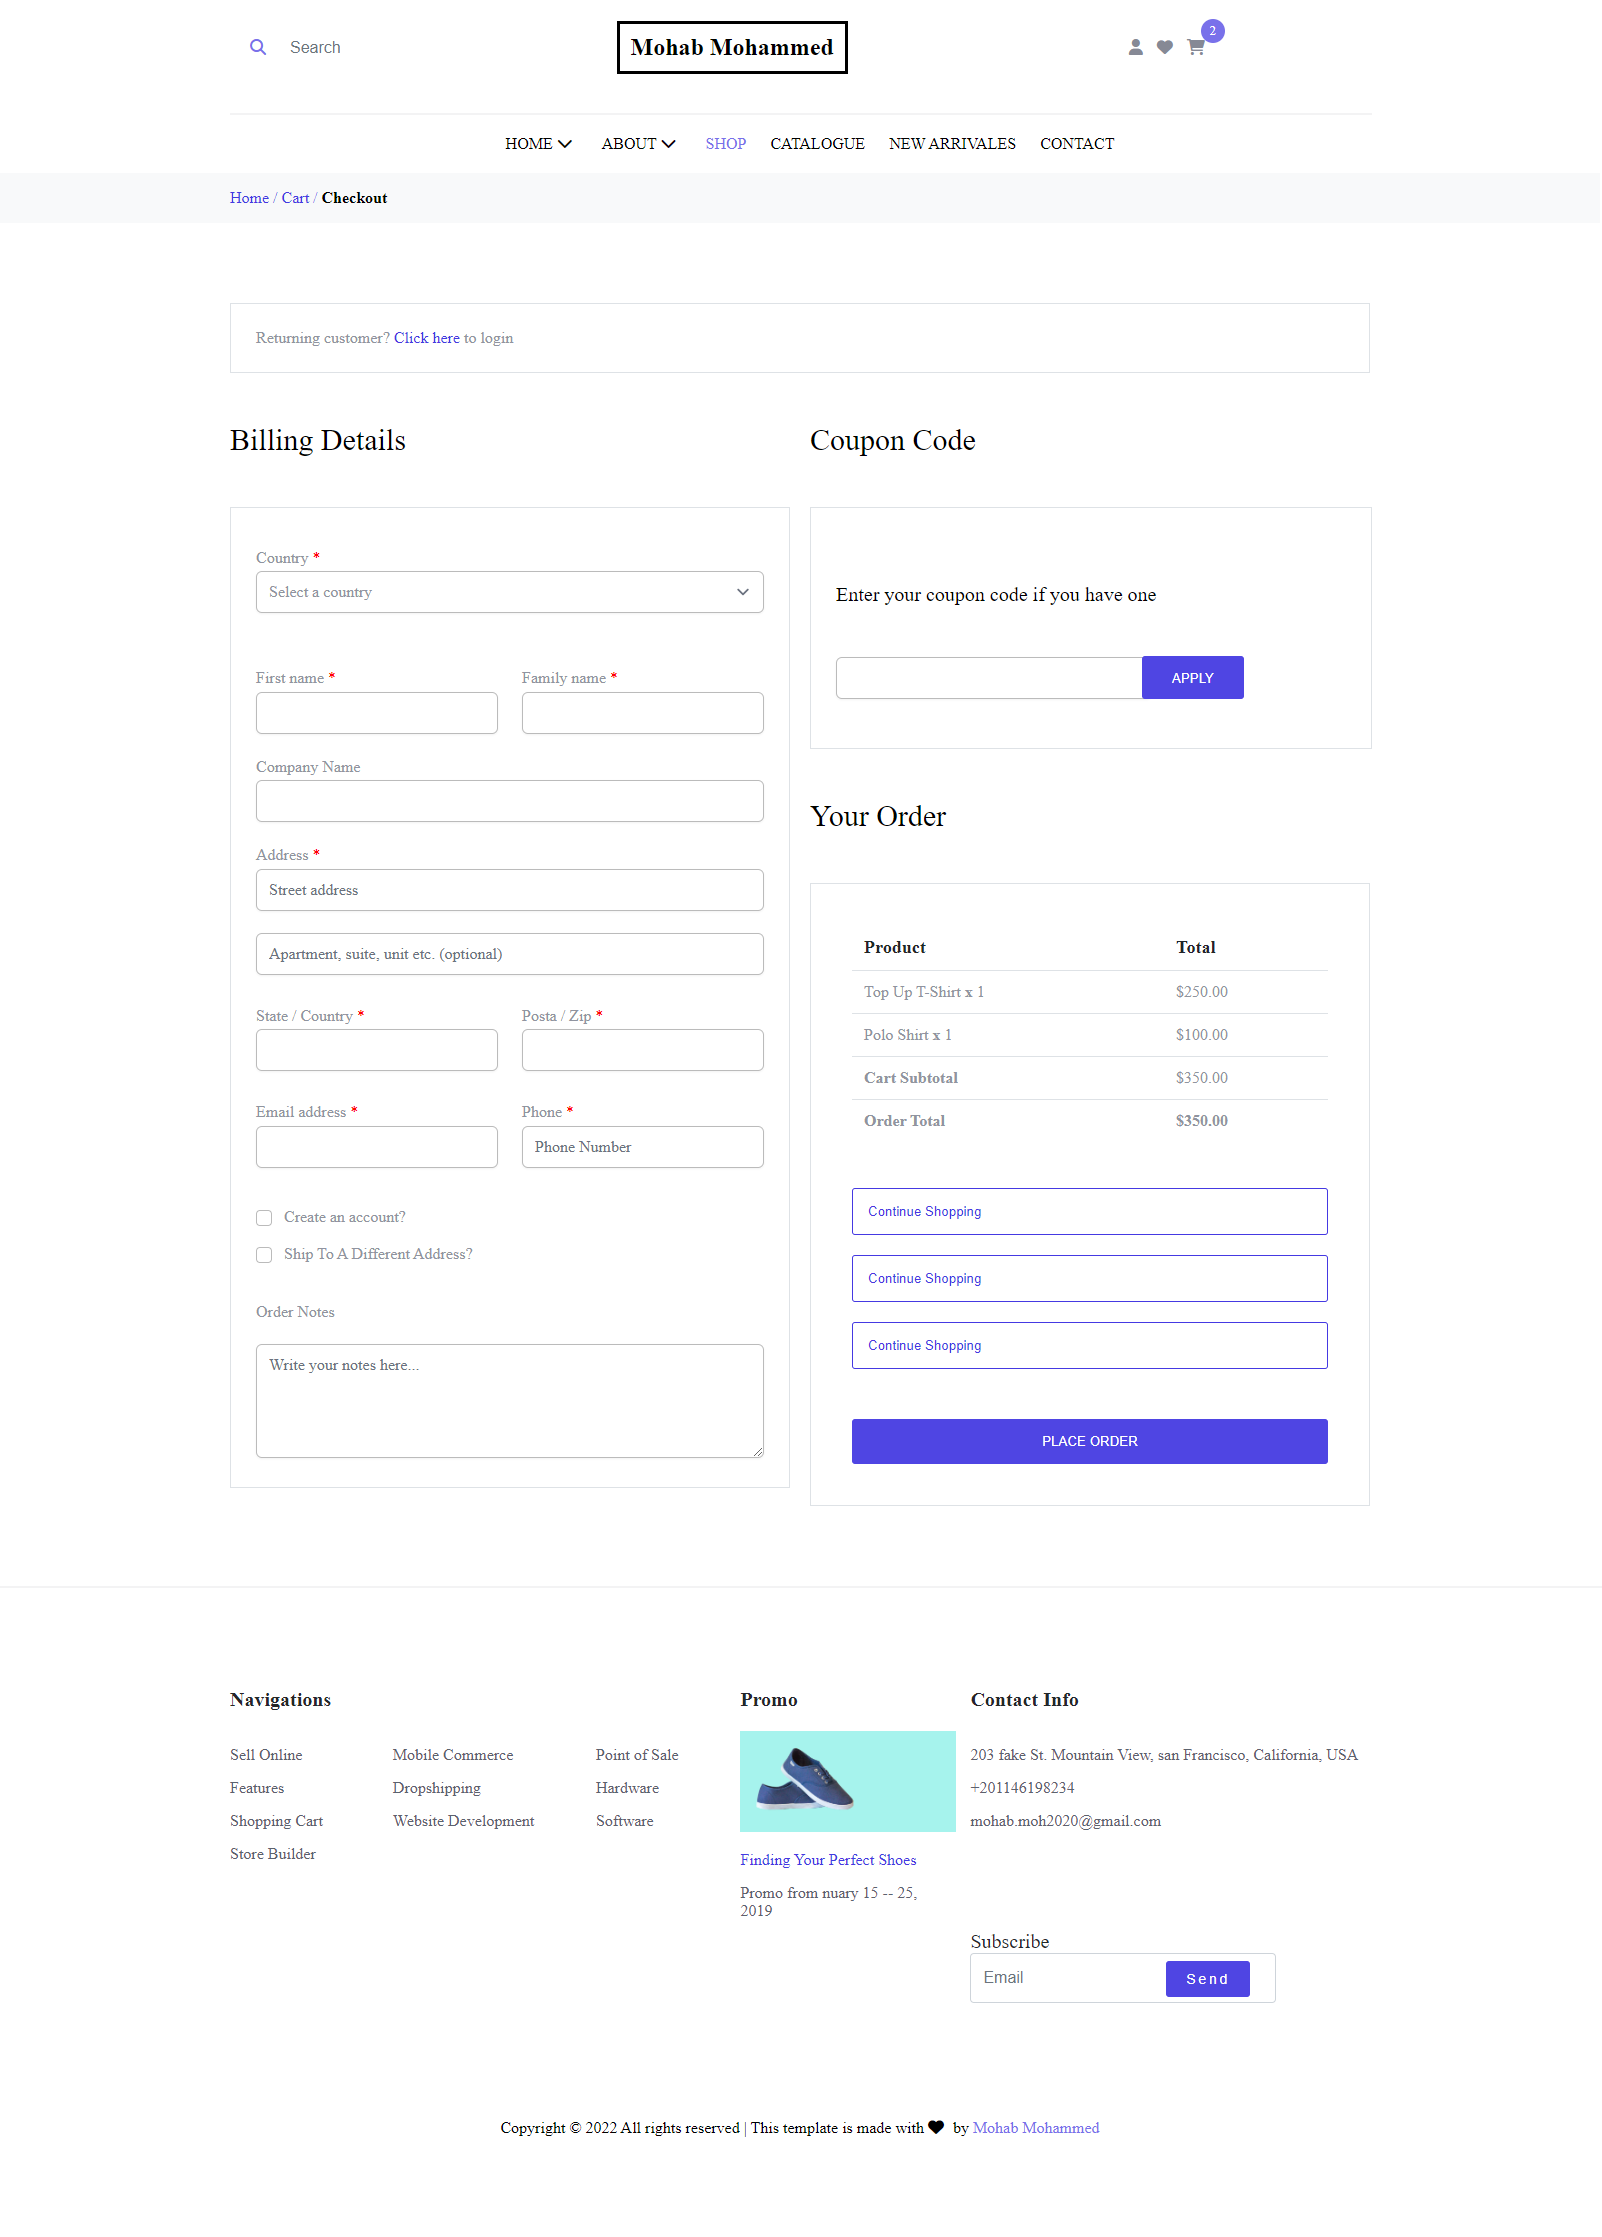 Search
Mohab Mohammed
2
HOME ABOUT SHOP CATALOGUE NEW ARRIVALES CONTACT
Home / Cart / Checkout
Returning customer? Click here to login
Billing Details
Country *
Select a country
First name * Family name *
Company Name
Address *
Street address
Apartment, suite, unit etc. (optional)
State / Country * Posta / Zip *
Email address * Phone *
Phone Number
Create an account?
Ship To A Different Address?
Order Notes
Write your notes here...
Coupon Code
Enter your coupon code if you have one
APPLY
Your Order
Product Total
Top Up T-Shirt x 1 $250.00
Polo Shirt x 1 $100.00
Cart Subtotal $350.00
Order Total $350.00
Continue Shopping
Continue Shopping
Continue Shopping
PLACE ORDER
Navigations
Sell Online Mobile Commerce Point of Sale
Features Dropshipping Hardware
Shopping Cart Website Development Software
Store Builder
Promo
Finding Your Perfect Shoes
Promo from nuary 15 -- 25,
2019
Contact Info
203 fake St. Mountain View, san Francisco, California, USA
+201146198234
mohab.moh2020@gmail.com
Subscribe
Email Send
Copyright © 2022 All rights reserved | This template is made with ♥ by Mohab Mohammed